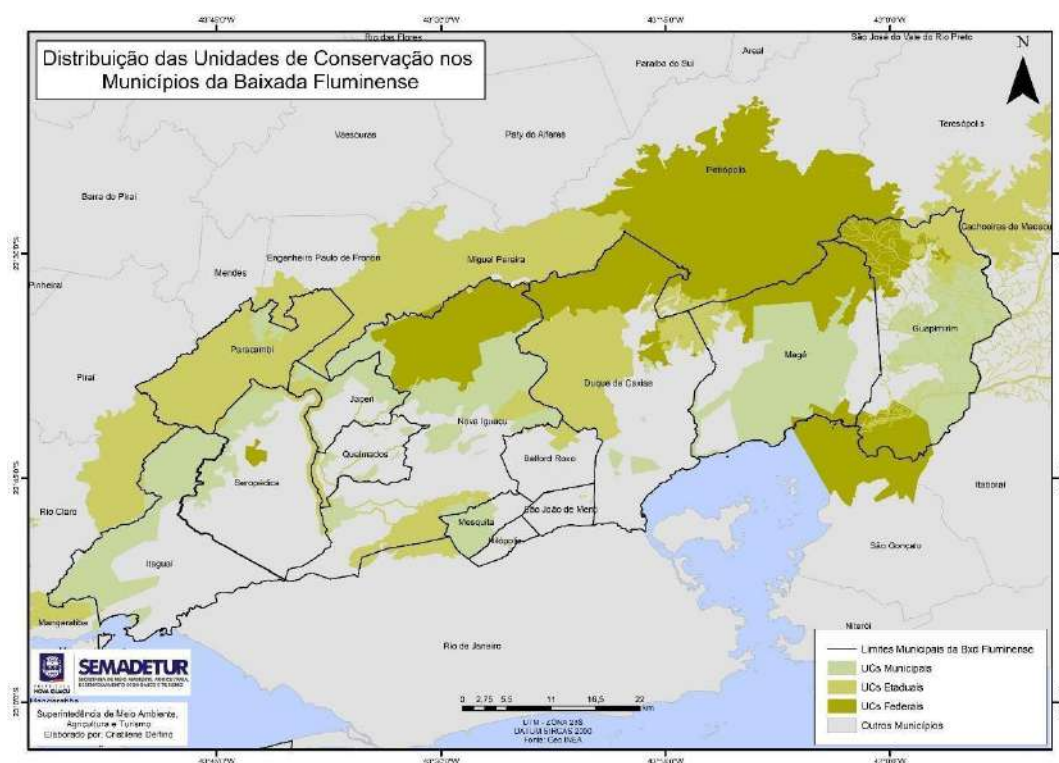 Distribuição das Unidades de Conservação nos
Municípios da Baixada Fluminense
Rio das Flores
São José do Vale do Rio Preto
N
Areal
Paraíba do Sul
Teresópolis
Vassouras
Paty do Alferes
Petrópolis
Barra do Piraí
Cachoeiras de Macacu
Engenheiro Paulo de Frontin
Miguel Pereira
Mendes
Pinheiral
Guapimirim
Paracambi
Magé
Piraí
Duque de Caxias
Japeri
Nova Iguaçu
Queimados
Belford Roxo
Seropédica
Itaboraí
Rio Claro
São João de Meriti
Mesquita
Nilópolis
São Gonçalo
Itaguaí
Mangaratiba
Niterói
Rio de Janeiro
Limites Municipais da Bxd Fluminense
UCs Municipais
UCs Etaduais
UCs Federais
Outros Municípios
NOVA IGUAÇU
SEMADETUR
Superintedência de Meio Ambiente,
Agricultura e Turismo
Elaborado por: Cristiene Delfino
0 2,75 5,5 11 16,5 22
km
UTM - ZONA 23S
DATUM SIRGAS 2000
Fonte: Geo INEA